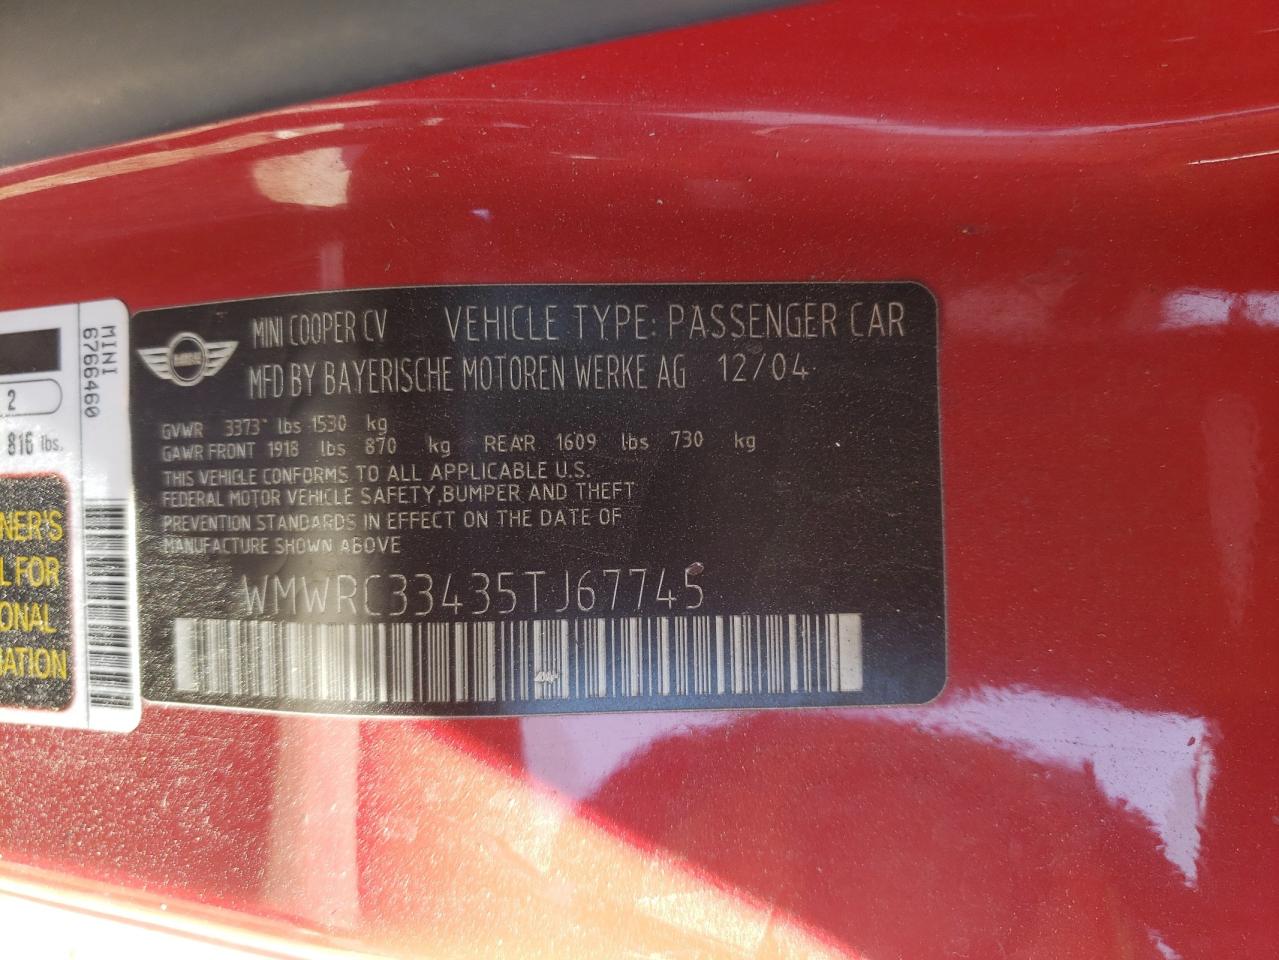 MINI COOPER CV VEHICLE TYPE: PASSENGER CAR
MFD BY BAYERISCHE MOTOREN WERKE AG 12/04
GVWR 3373 lbs 1530 kg
GAWR FRONT 1918 lbs 870 kg REAR 1609 lbs 730 kg
THIS VEHICLE CONFORMS TO ALL APPLICABLE U.S.
FEDERAL MOTOR VEHICLE SAFETY,BUMPER AND THEFT
PREVENTION STANDARDS IN EFFECT ON THE DATE OF
MANUFACTURE SHOWN ABOVE
WMWRC33435TJ67745
MINI
6766460
2
816 lbs.
NER'S
L FOR
ONAL
MATION